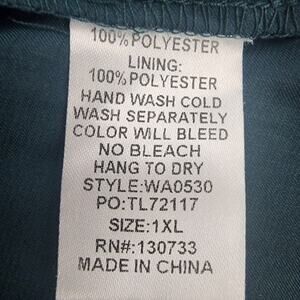 100% POLYESTER
LINING:
100% POLYESTER
HAND WASH COLD
WASH SEPARATELY
COLOR WILL BLEED
NO BLEACH
HANG TO DRY
STYLE:WA0530
PO:TL72117
SIZE:1XL
RN#:130733
MADE IN CHINA